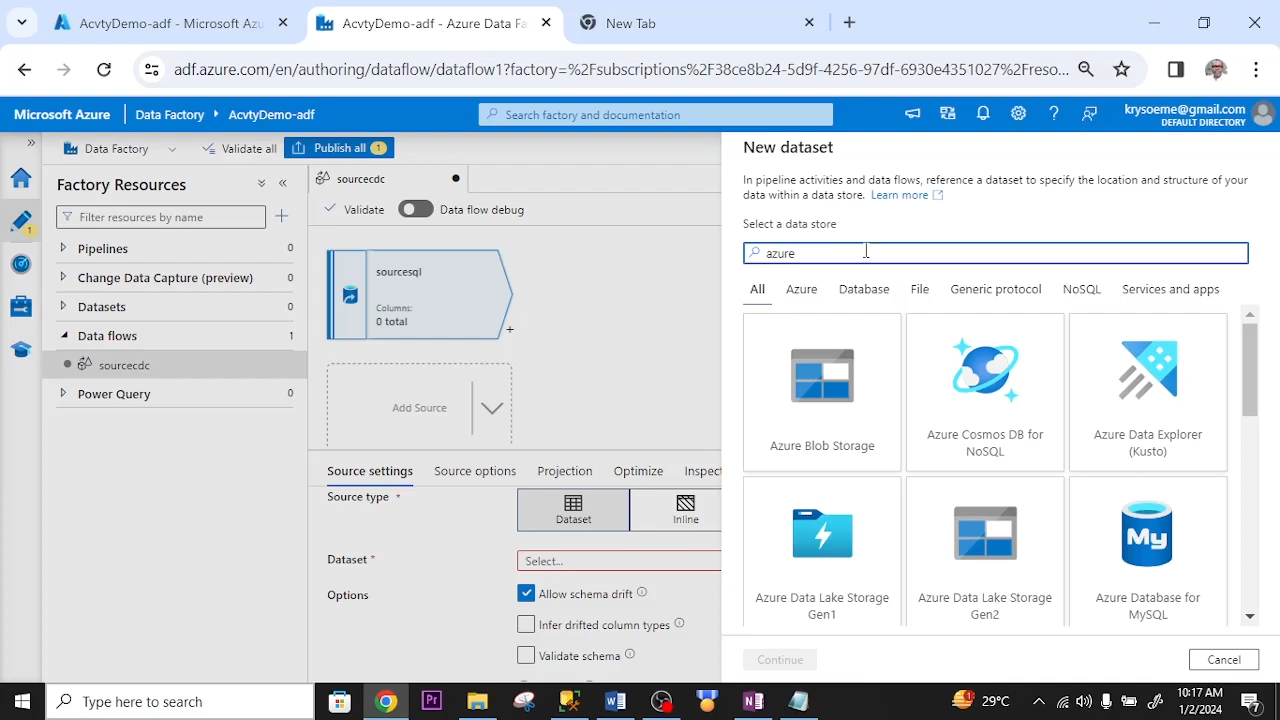 AcvtyDemo-adf - Microsoft Azu
AcvtyDemo-adf - Azure Data Fa
New Tab
adf.azure.com/en/authoring/dataflow/dataflow1?factory=%2Fsubscriptions%2F38ce8b24-5d9f-4256-97df-6930e4351027%2Freso...
Microsoft Azure
Data Factory
AcvtyDemo-adf
Search factory and documentation
krysoeme@gmail.com
DEFAULT DIRECTORY
Data Factory
Validate all
Publish all
1
Factory Resources
Filter resources by name
Pipelines
0
Change Data Capture (preview)
0
Datasets
0
Data flows
1
sourcecdc
Power Query
0
1
sourcecdc
Validate
Data flow debug
sourcesql
Columns:
0 total
+
Add Source
Source settings
Source options
Projection
Optimize
Inspect
Source type *
Dataset
Inline
Dataset *
Select...
Options
Allow schema drift
Infer drifted column types
Validate schema
New dataset
In pipeline activities and data flows, reference a dataset to specify the location and structure of your
data within a data store. Learn more
Select a data store
azure
All
Azure
Database
File
Generic protocol
NoSQL
Services and apps
Azure Blob Storage
Azure Cosmos DB for
NoSQL
Azure Data Explorer
(Kusto)
Azure Data Lake Storage
Gen1
Azure Data Lake Storage
Gen2
My
Azure Database for
MySQL
Continue
Cancel
Type here to search
Pr
W
N
1
29°C
10:17 AM
1/2/2024
7